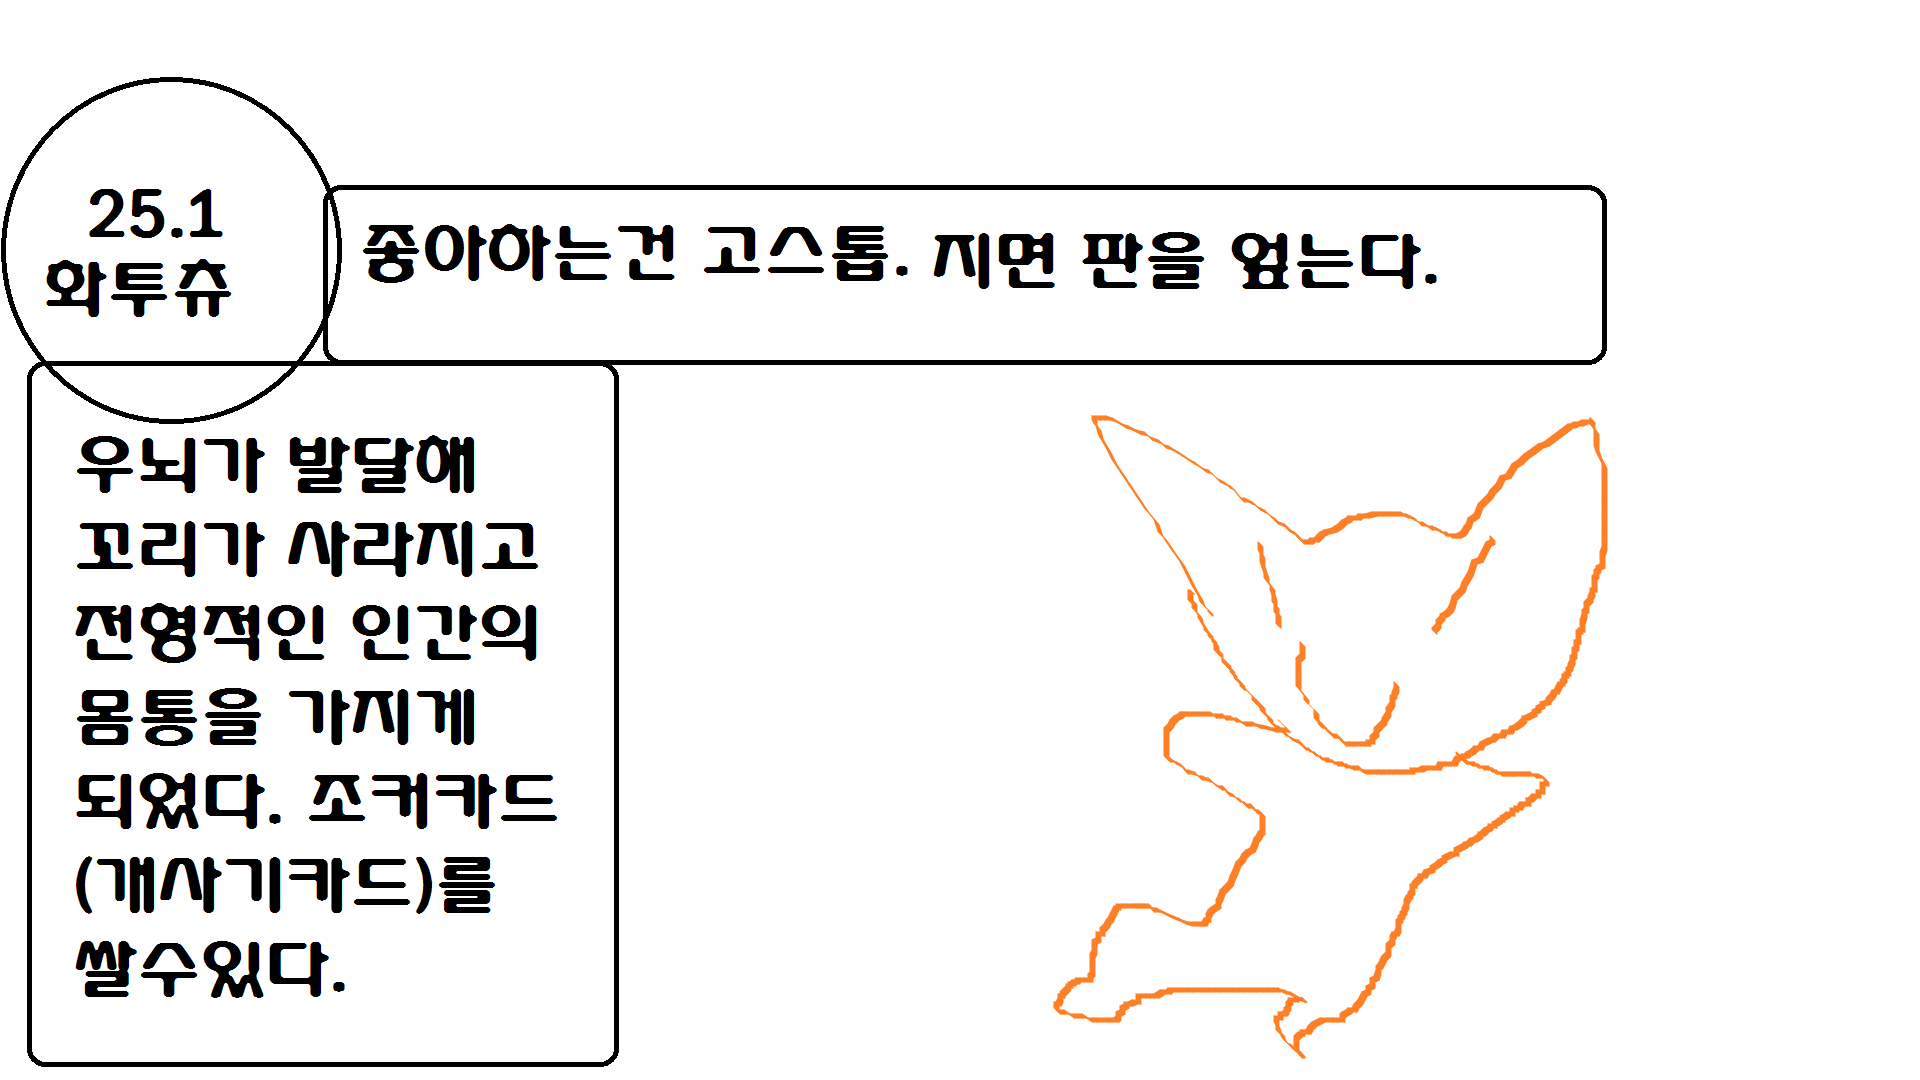 25.1
화투츄
좋아하는건 고스톱. 지면 판을 엎는다.
우뇌가 발달해
꼬리가 사라지고
전형적인 인간의
몸통을 가지게
되었다. 조커카드
(개사기카드)를
쌀수있다.